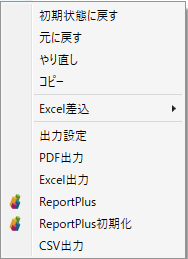 初期状態に戻す
元に戻す
やり直し
コピー
Excel差込
出力設定
PDF出力
Excel出力
ReportPlus
ReportPlus初期化
CSV出力